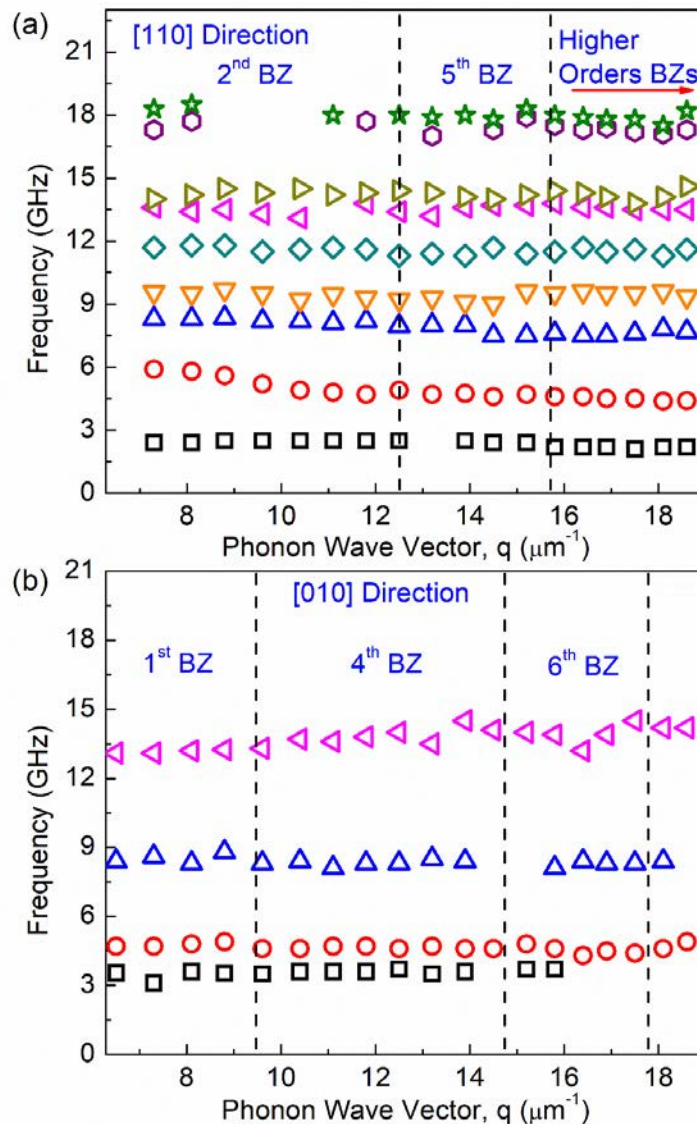 (a)
[110] Direction
2nd BZ
5th BZ
Higher
Orders BZs
21
18
15
12
9
6
3
0
Frequency (GHz)
8
10
12
14
16
18
Phonon Wave Vector, q (μm-1)
(b)
[010] Direction
1st BZ
4th BZ
6th BZ
21
18
15
12
9
6
3
0
Frequency (GHz)
8
10
12
14
16
18
Phonon Wave Vector, q (μm-1)